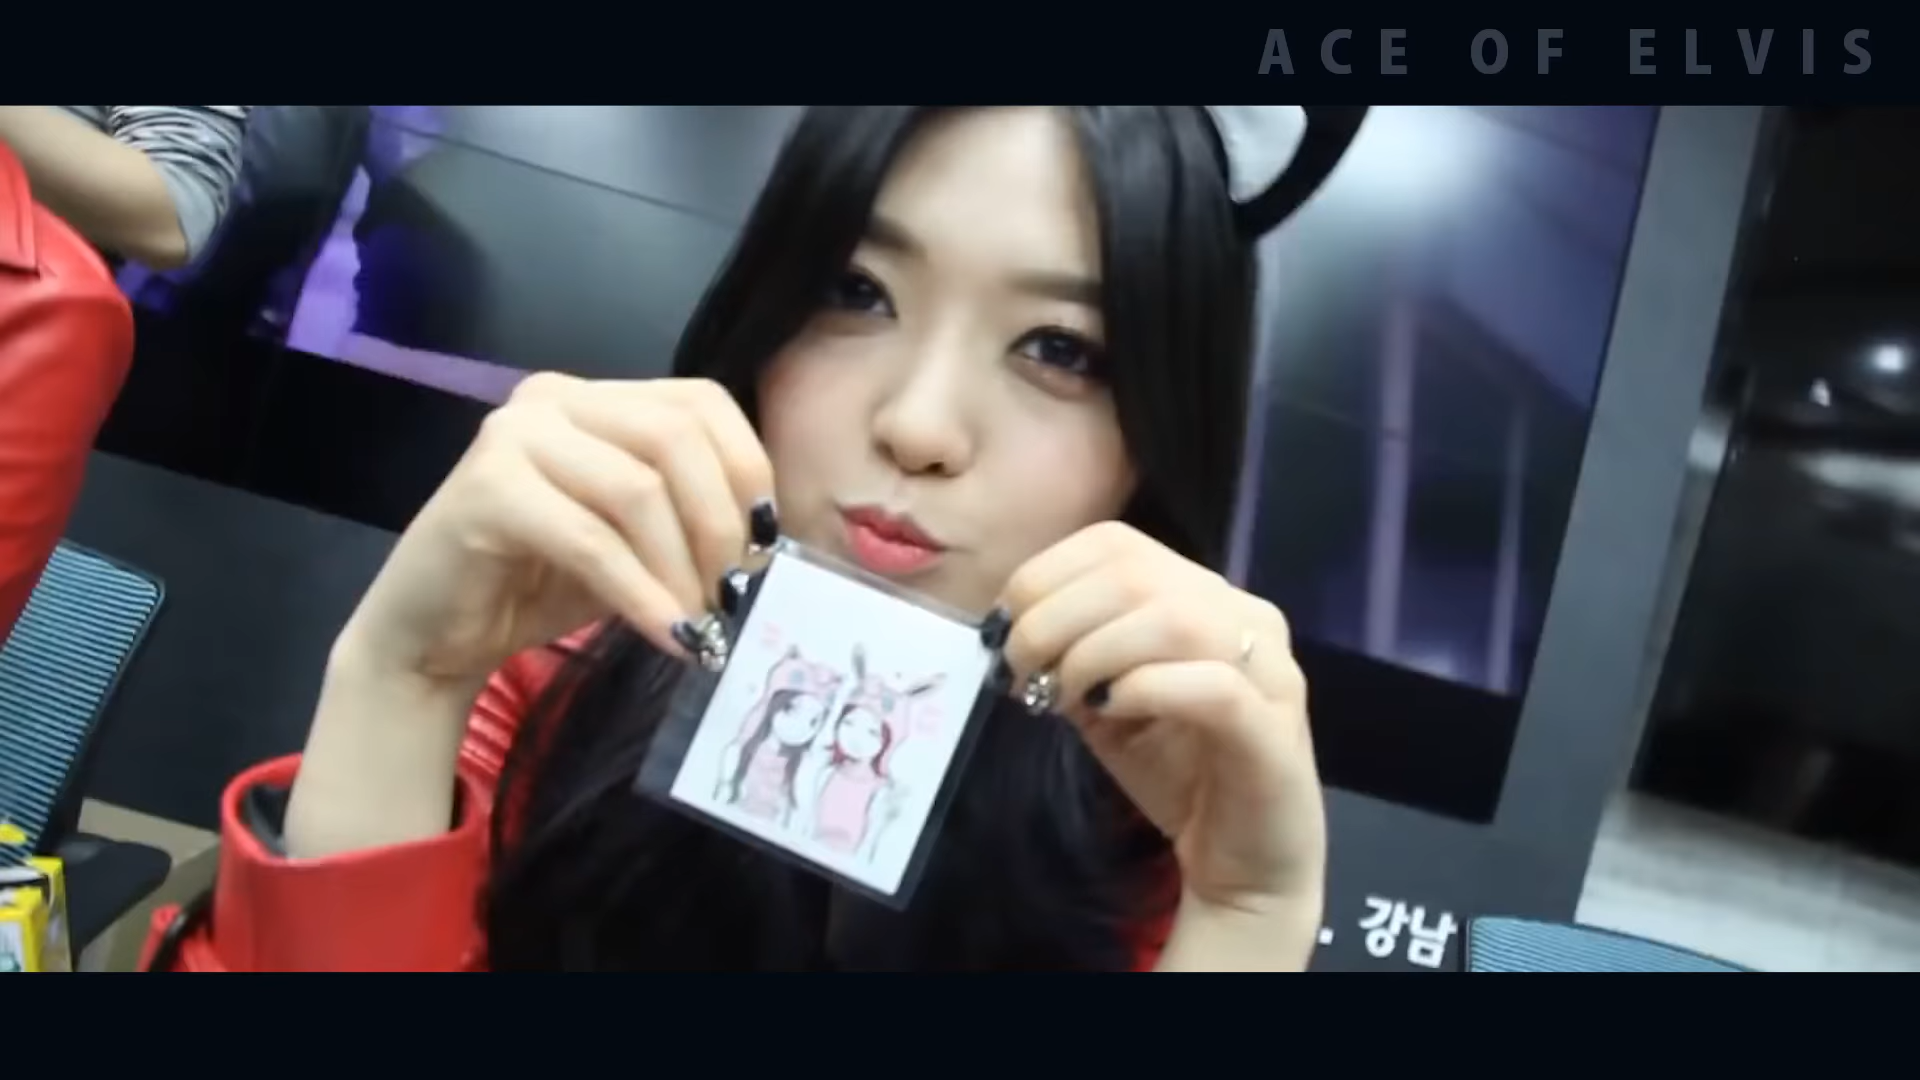 ACE OF ELVIS
. 강남